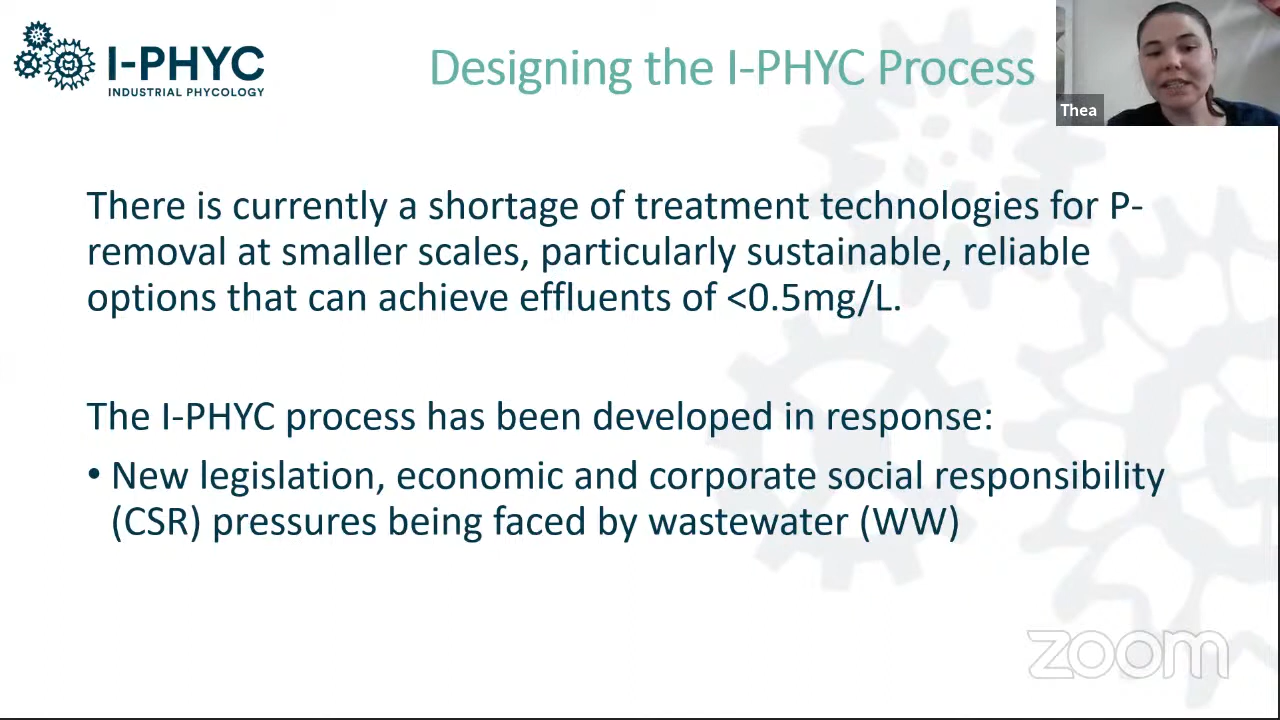 I-PHYC
INDUSTRIAL PHYCOLOGY
Designing the I-PHYC Process
Thea
There is currently a shortage of treatment technologies for P-
removal at smaller scales, particularly sustainable, reliable
options that can achieve effluents of <0.5mg/L.
The I-PHYC process has been developed in response:
• New legislation, economic and corporate social responsibility
(CSR) pressures being faced by wastewater (WW)
zoom